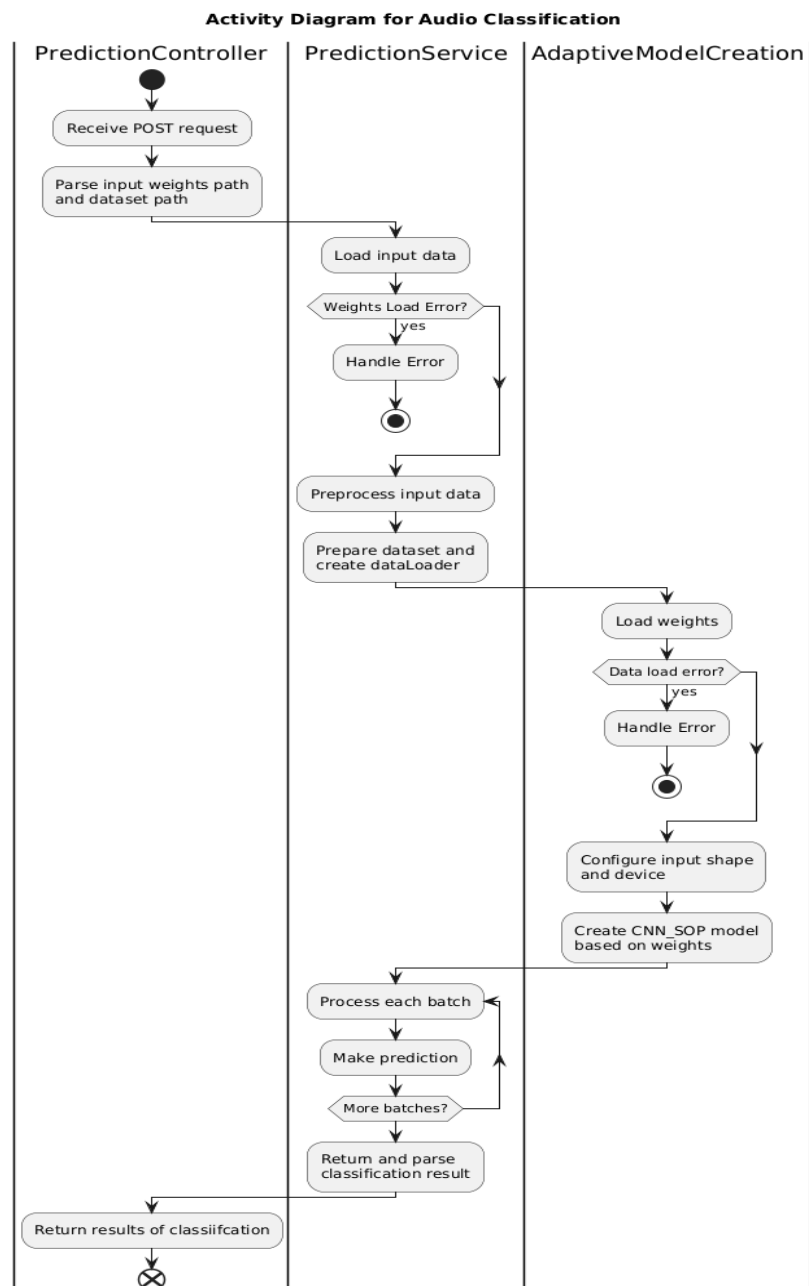 Activity Diagram for Audio Classification
PredictionController
PredictionService
AdaptiveModelCreation
Receive POST request
Parse input weights path
and dataset path
Load input data
Weights Load Error?
yes
Handle Error
Preprocess input data
Prepare dataset and
create dataLoader
Load weights
Data load error?
yes
Handle Error
Configure input shape
and device
Create CNN_SOP model
based on weights
Process each batch
Make prediction
More batches?
Return and parse
classification result
Return results of classiifcation